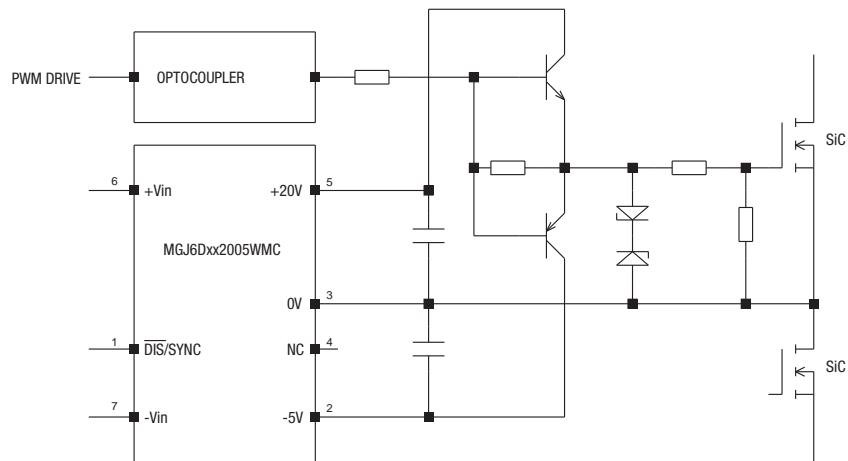 PWM DRIVE
OPTOCOUPLER
SiC
6
+Vin
+20V
5
MGJ6Dxx2005WMC
0V
3
1
DIS/SYNC
NC
4
SiC
7
-Vin
-5V
2